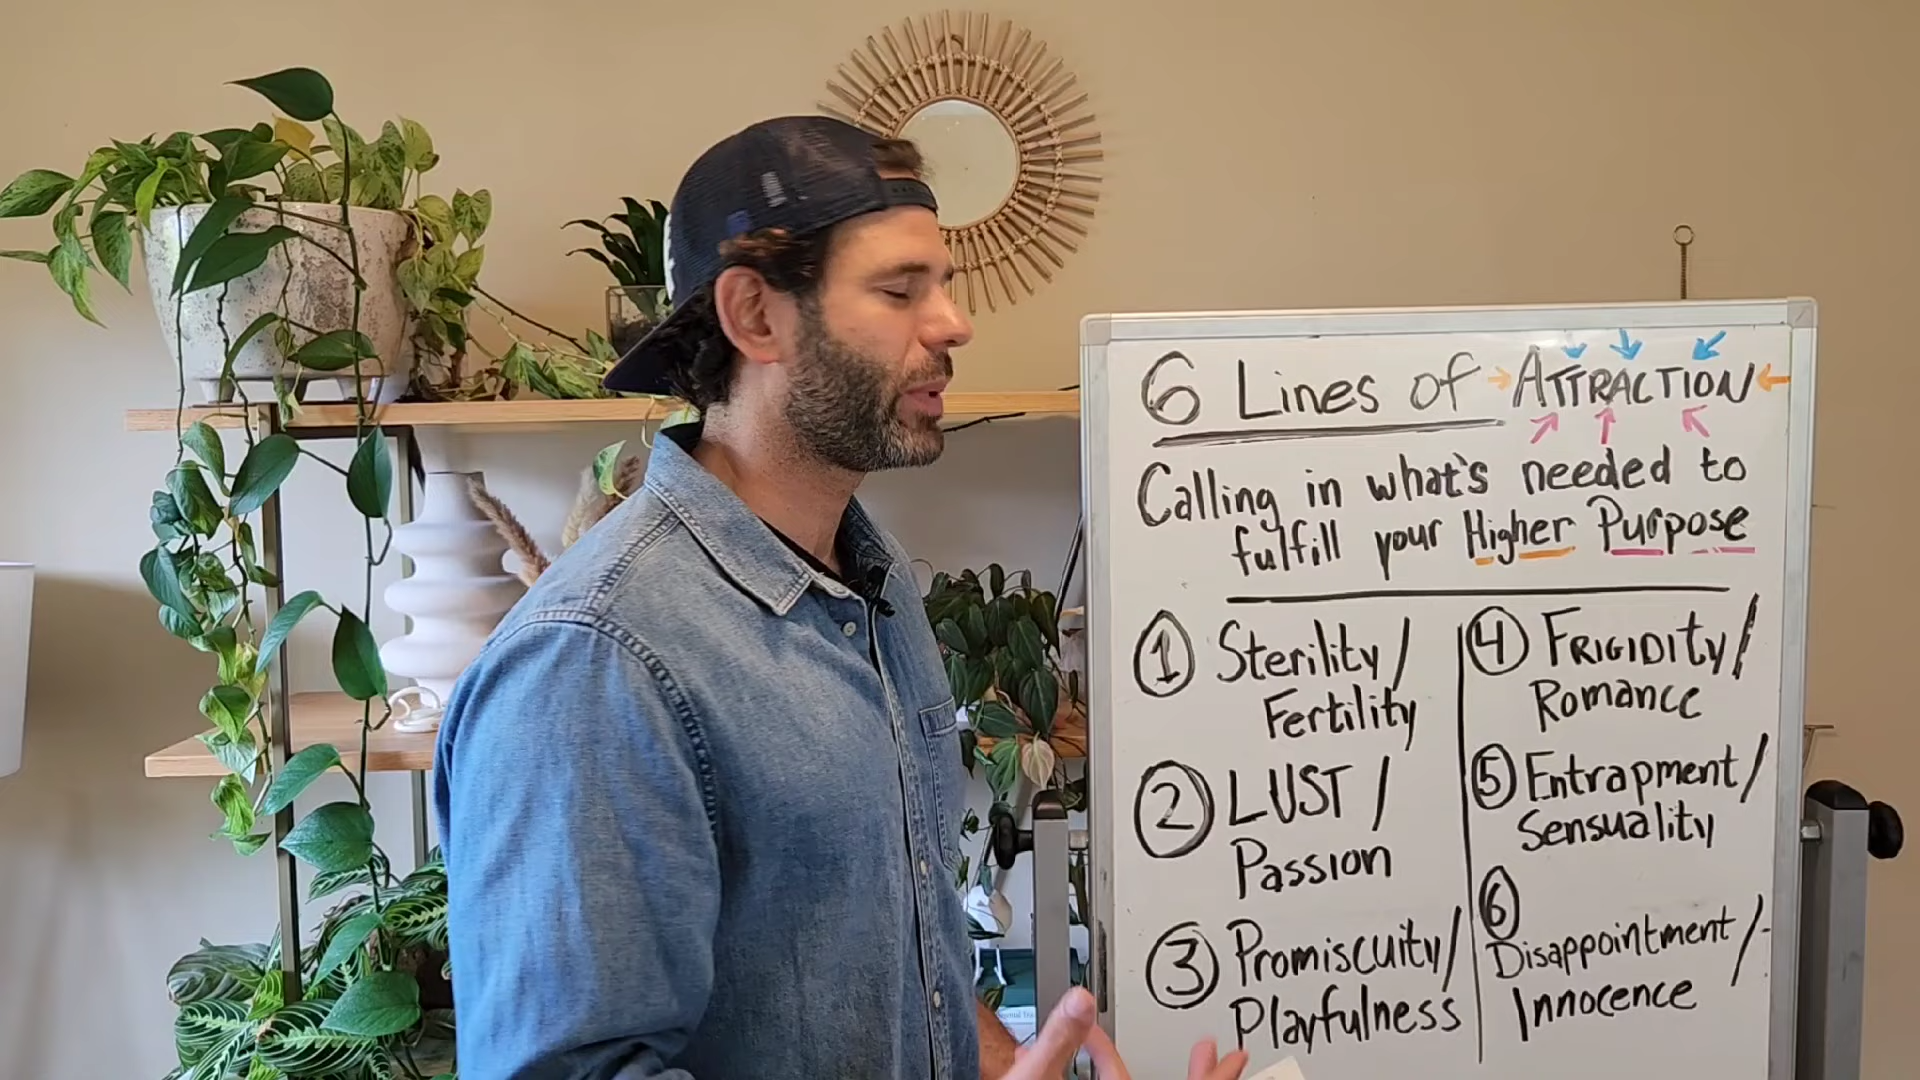 6 Lines of ATTRACTION
Calling in what's needed to
fulfill your Higher Purpose
1 Sterility/
Fertility
2 LUST /
Passion
3 Promiscuity/
Playfulness
4 FRIGIDITY/
Romance
5 Entrapment/
Sensuality
6
Disappointment/
Innocence